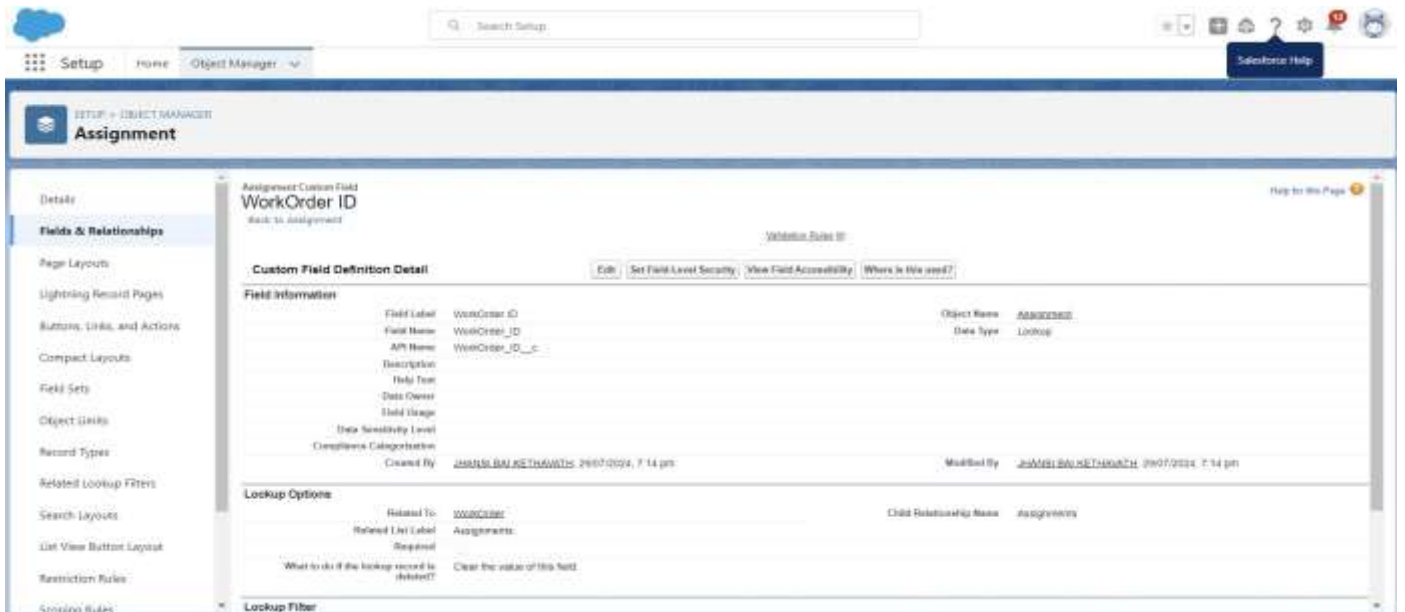 Search Setup
12
Setup Home Object Manager
Salesforce Help
SETUP > OBJECT MANAGER
Assignment
Details
Fields & Relationships
Page Layouts
Lightning Record Pages
Buttons, Links, and Actions
Compact Layouts
Field Sets
Object Limits
Record Types
Related Lookup Filters
Search Layouts
List View Button Layout
Restriction Rules
Scoping Rules
Assignment Custom Field
WorkOrder ID
Back to Assignment
Help for this Page
Validation Rules
Custom Field Definition Detail
Edit Set Field-Level Security View Field Accessibility Where is this used?
Field Information
Field Label WorkOrder ID Object Name Assignment
Field Name WorkOrder_ID Data Type Lookup
API Name WorkOrder_ID__c
Description
Help Text
Data Owner
Field Usage
Data Sensitivity Level
Compliance Categorization
Created By JHANSI BAI KETHAVATH, 7:14 pm Modified By JHANSI BAI KETHAVATH, 7:14 pm
Lookup Options
Related To WorkOrder Child Relationship Name Assignments
Related List Label Assignments
Required
What to do if the lookup record is deleted? Clear the value of this field.
Lookup Filter